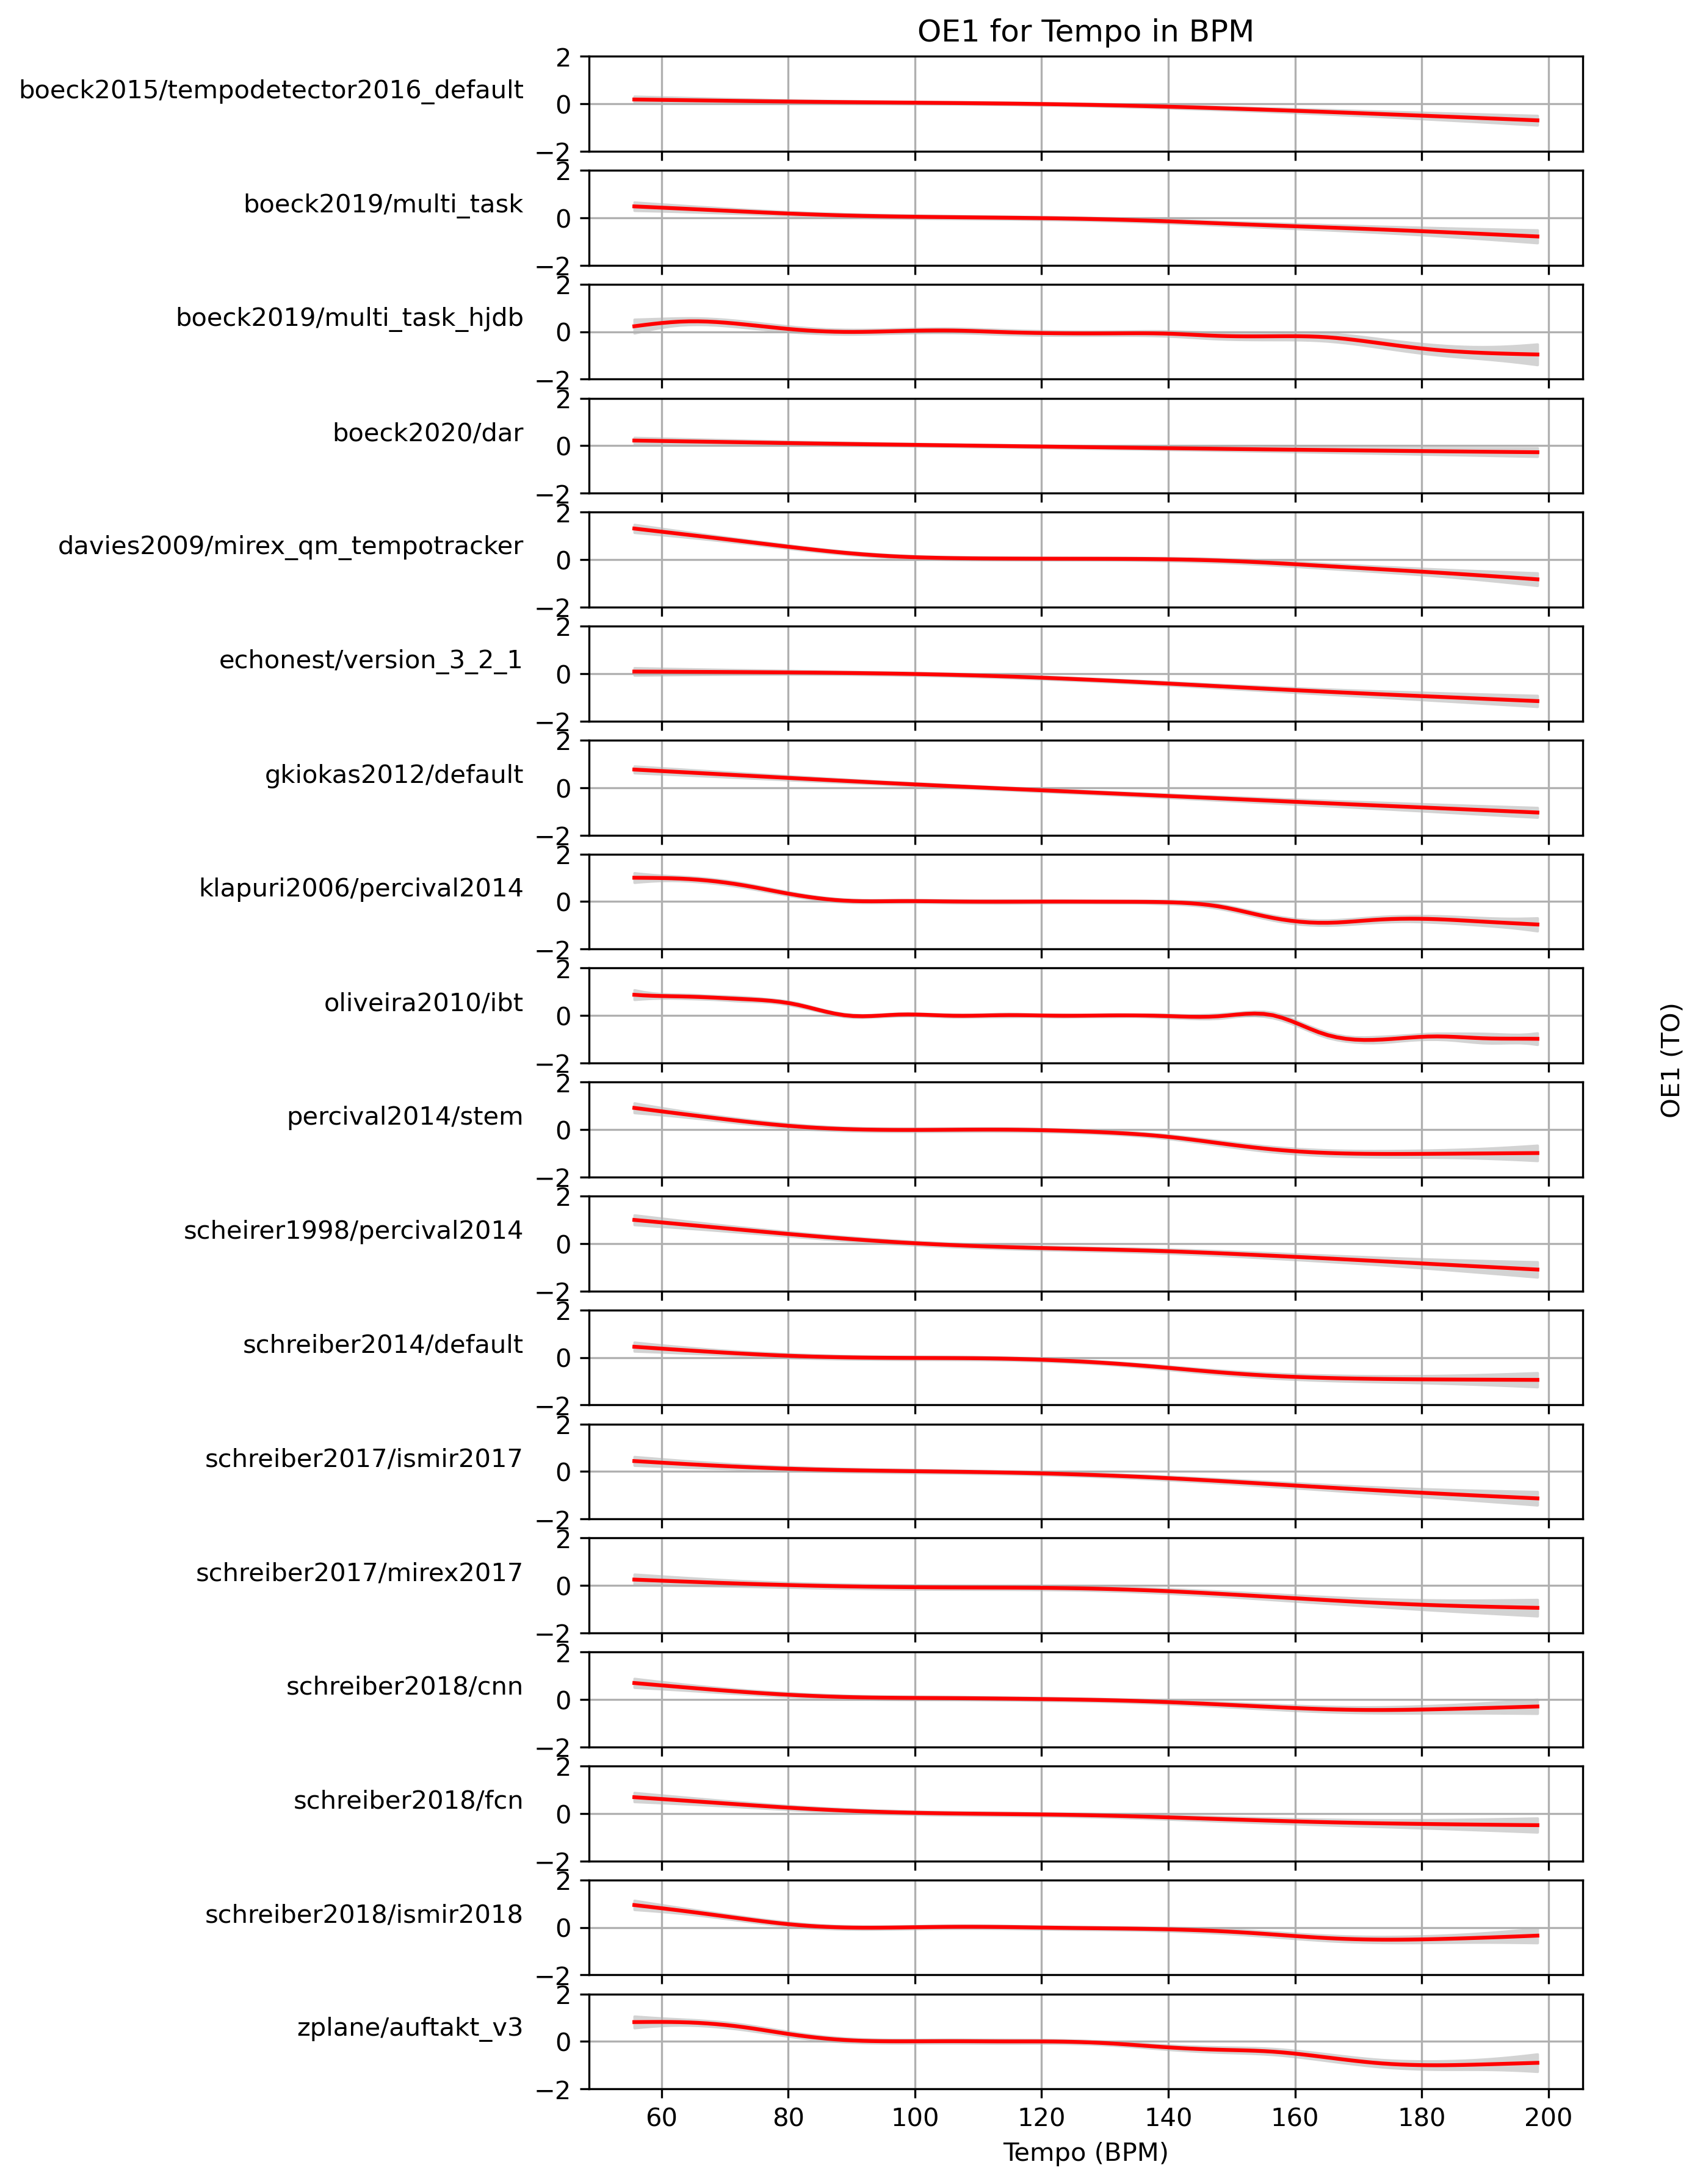 OE1 for Tempo in BPM
boeck2015/tempodetector2016_default
2
0
−2
boeck2019/multi_task
2
0
−2
boeck2019/multi_task_hjdb
2
0
−2
boeck2020/dar
2
0
−2
davies2009/mirex_qm_tempotracker
2
0
−2
echonest/version_3_2_1
2
0
−2
gkiokas2012/default
2
0
−2
klapuri2006/percival2014
2
0
−2
oliveira2010/ibt
2
0
−2
percival2014/stem
2
0
−2
scheirer1998/percival2014
2
0
−2
schreiber2014/default
2
0
−2
schreiber2017/ismir2017
2
0
−2
schreiber2017/mirex2017
2
0
−2
schreiber2018/cnn
2
0
−2
schreiber2018/fcn
2
0
−2
schreiber2018/ismir2018
2
0
−2
zplane/auftakt_v3
2
0
−2
60 80 100 120 140 160 180 200
Tempo (BPM)
OE1 (TO)